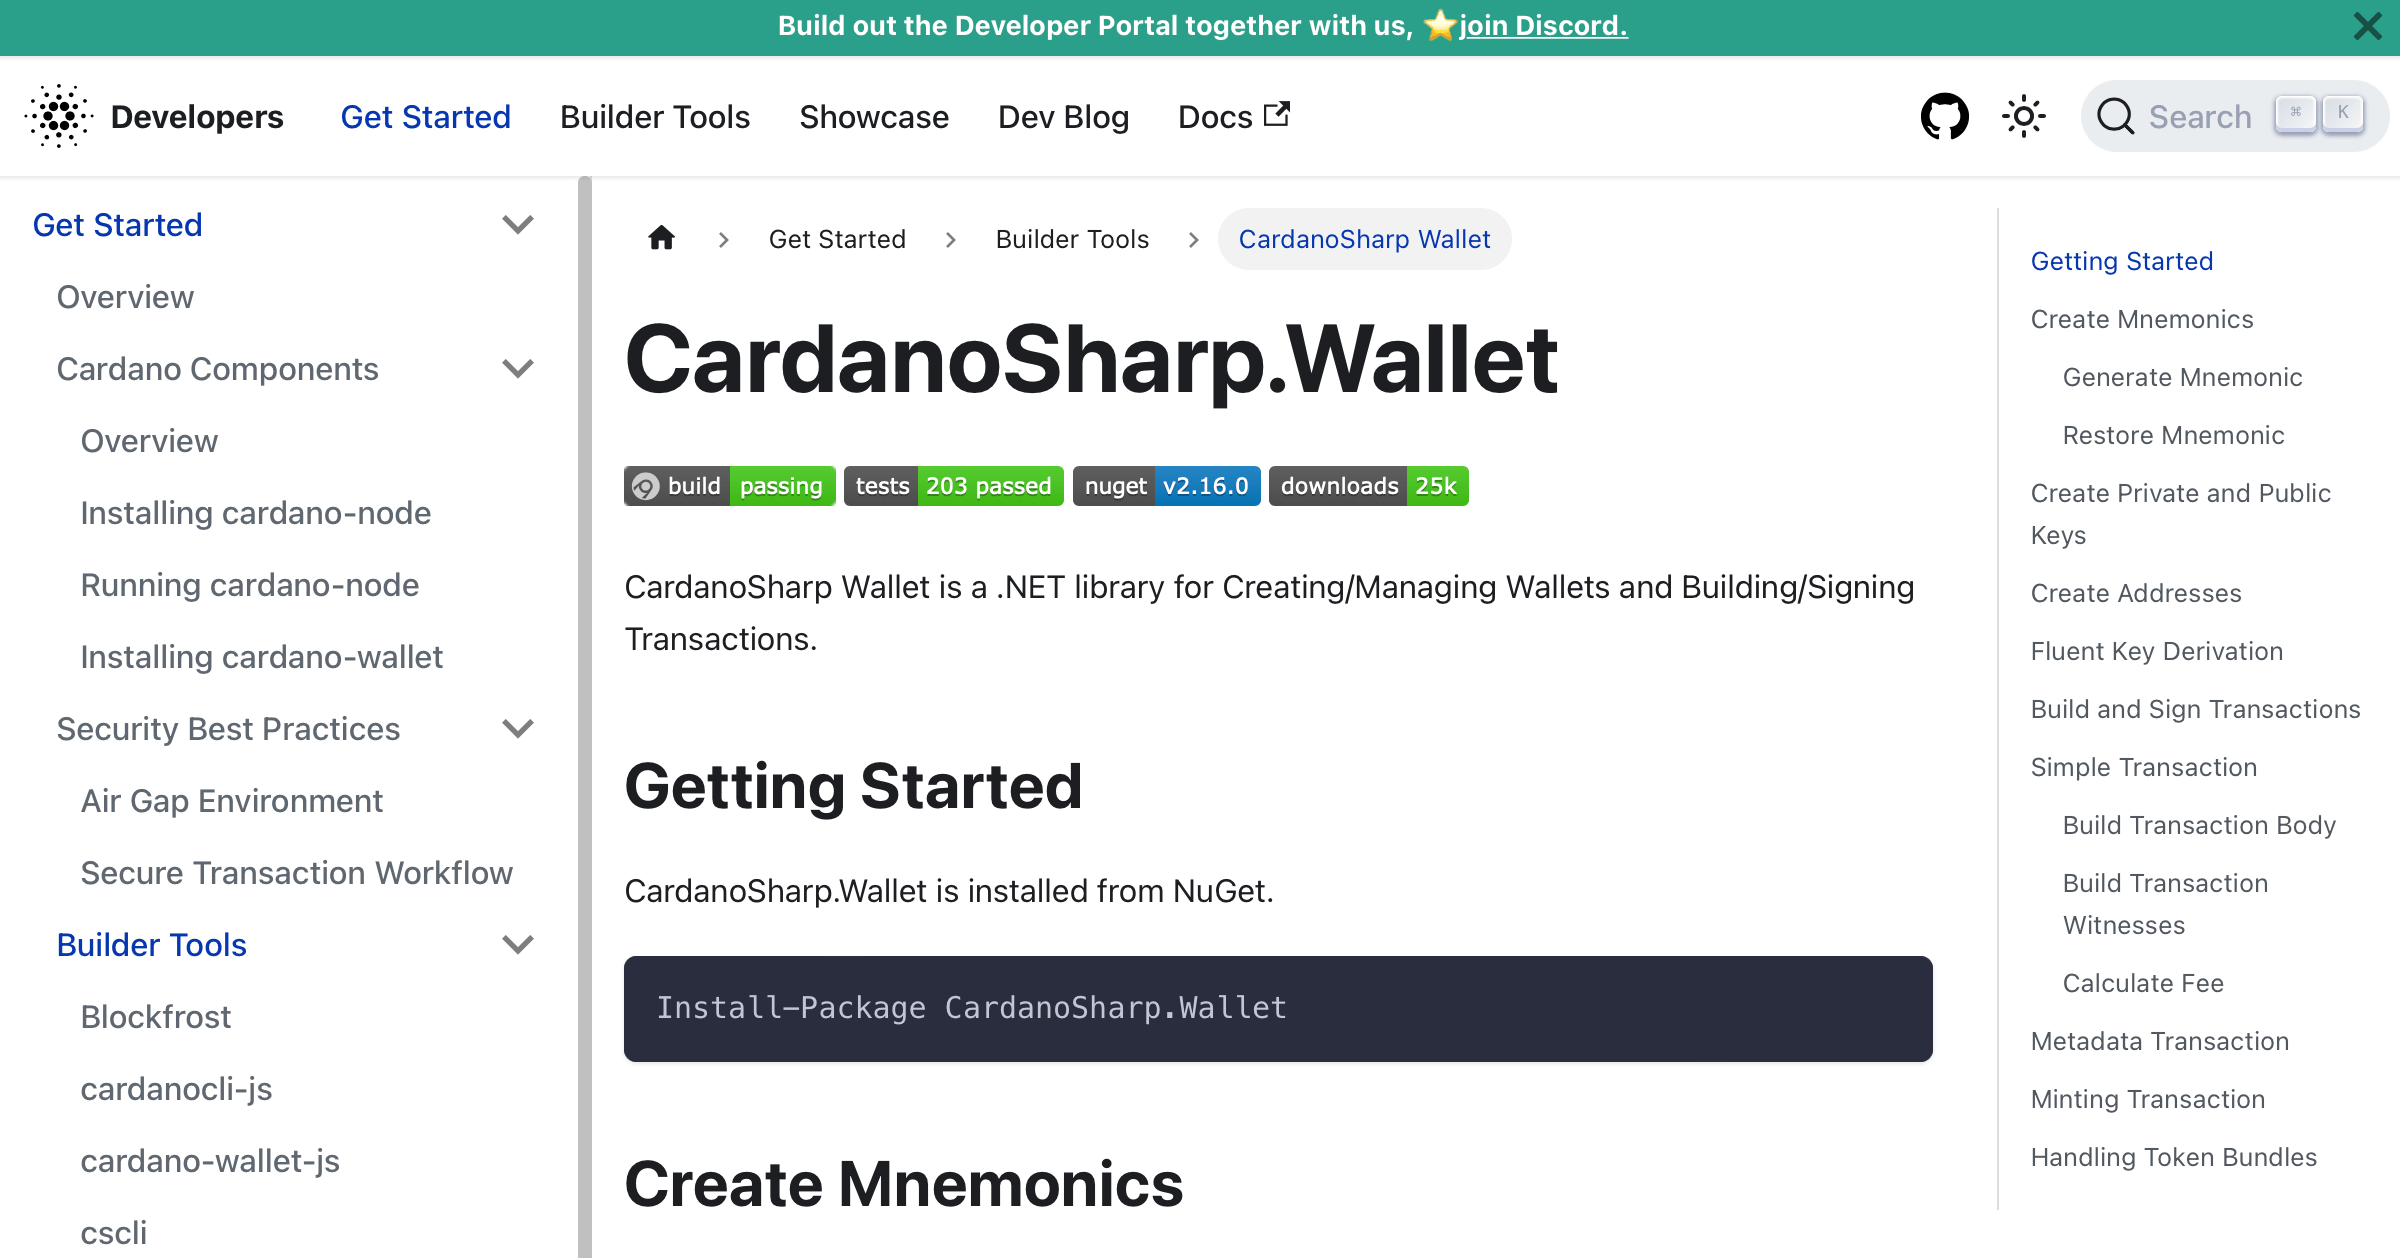 Build out the Developer Portal together with us, ⭐️join Discord.
Developers
Get Started
Builder Tools
Showcase
Dev Blog
Docs
Search
⌘ K
Get Started
Overview
Cardano Components
Overview
Installing cardano-node
Running cardano-node
Installing cardano-wallet
Security Best Practices
Air Gap Environment
Secure Transaction Workflow
Builder Tools
Blockfrost
cardanocli-js
cardano-wallet-js
cscli
Get Started
Builder Tools
CardanoSharp Wallet
CardanoSharp.Wallet
build passing
tests 203 passed
nuget v2.16.0
downloads 25k
CardanoSharp Wallet is a .NET library for Creating/Managing Wallets and Building/Signing
Transactions.
Getting Started
CardanoSharp.Wallet is installed from NuGet.
Install-Package CardanoSharp.Wallet
Create Mnemonics
Getting Started
Create Mnemonics
Generate Mnemonic
Restore Mnemonic
Create Private and Public
Keys
Create Addresses
Fluent Key Derivation
Build and Sign Transactions
Simple Transaction
Build Transaction Body
Build Transaction
Witnesses
Calculate Fee
Metadata Transaction
Minting Transaction
Handling Token Bundles